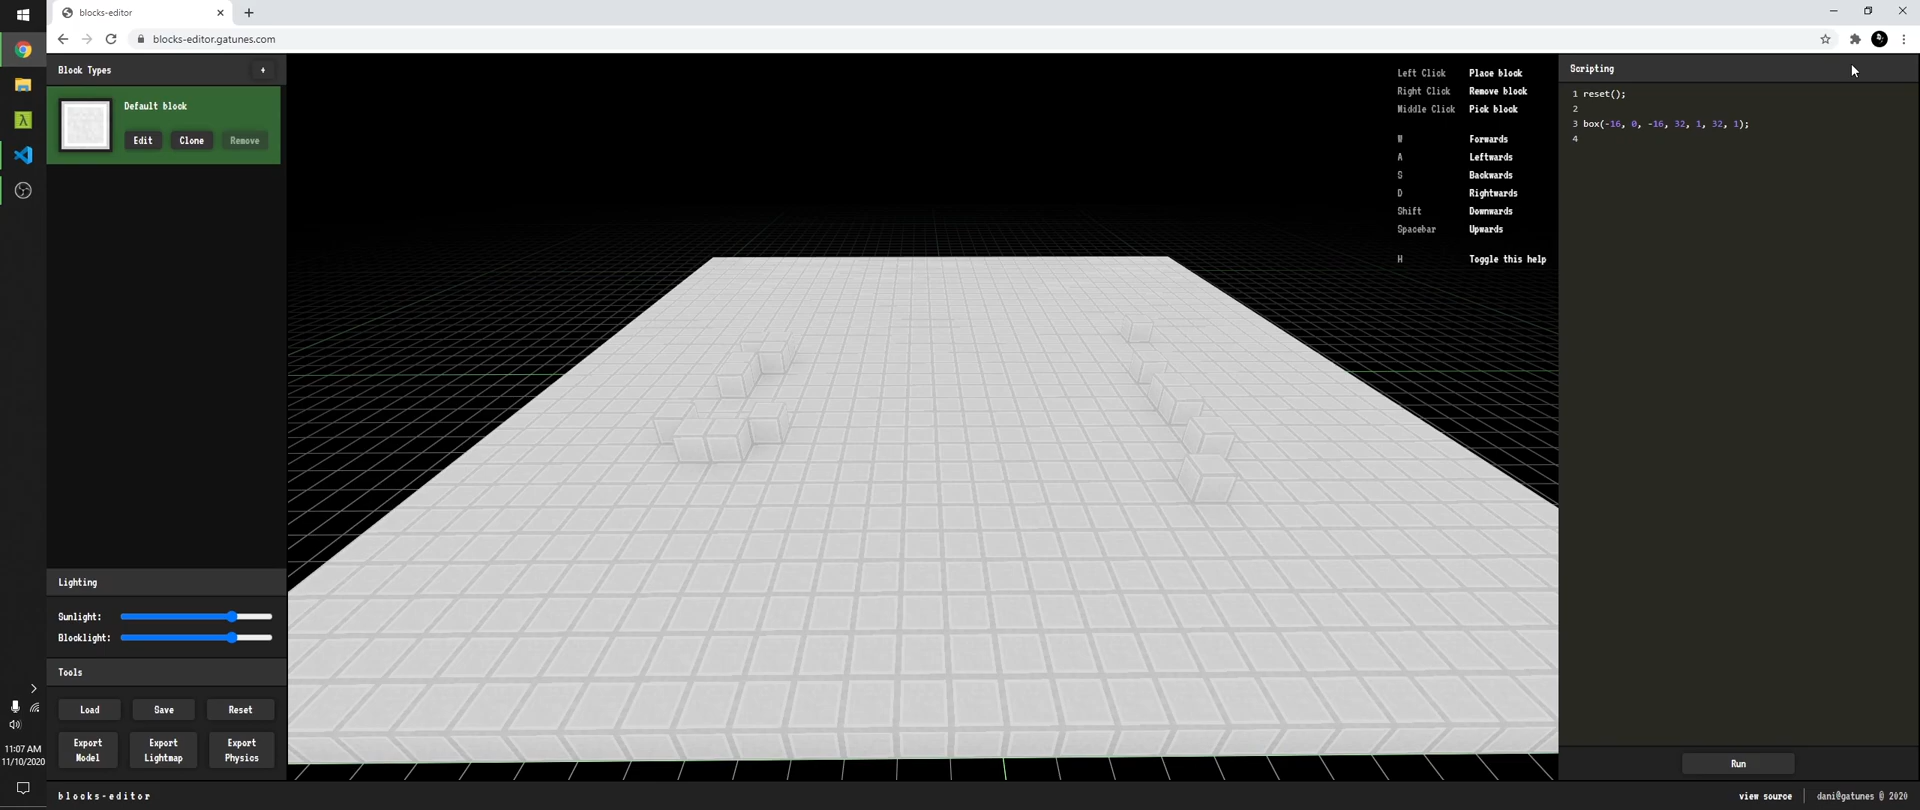 blocks-editor
blocks-editor.gatunes.com
Block Types
+
Default block
Edit
Clone
Remove
Lighting
Sunlight:
Blocklight:
Tools
Load
Save
Reset
Export Model
Export Lightmap
Export Physics
Left Click Place block
Right Click Remove block
Middle Click Pick block
W Forwards
A Leftwards
S Backwards
D Rightwards
Shift Downwards
Spacebar Upwards
H Toggle this help
Scripting
1 reset();
2
3 box(-16, 0, -16, 32, 1, 32, 1);
4
Run
11:07 AM
11/10/2020
blocks-editor
view source
dani@gatunes @ 2020